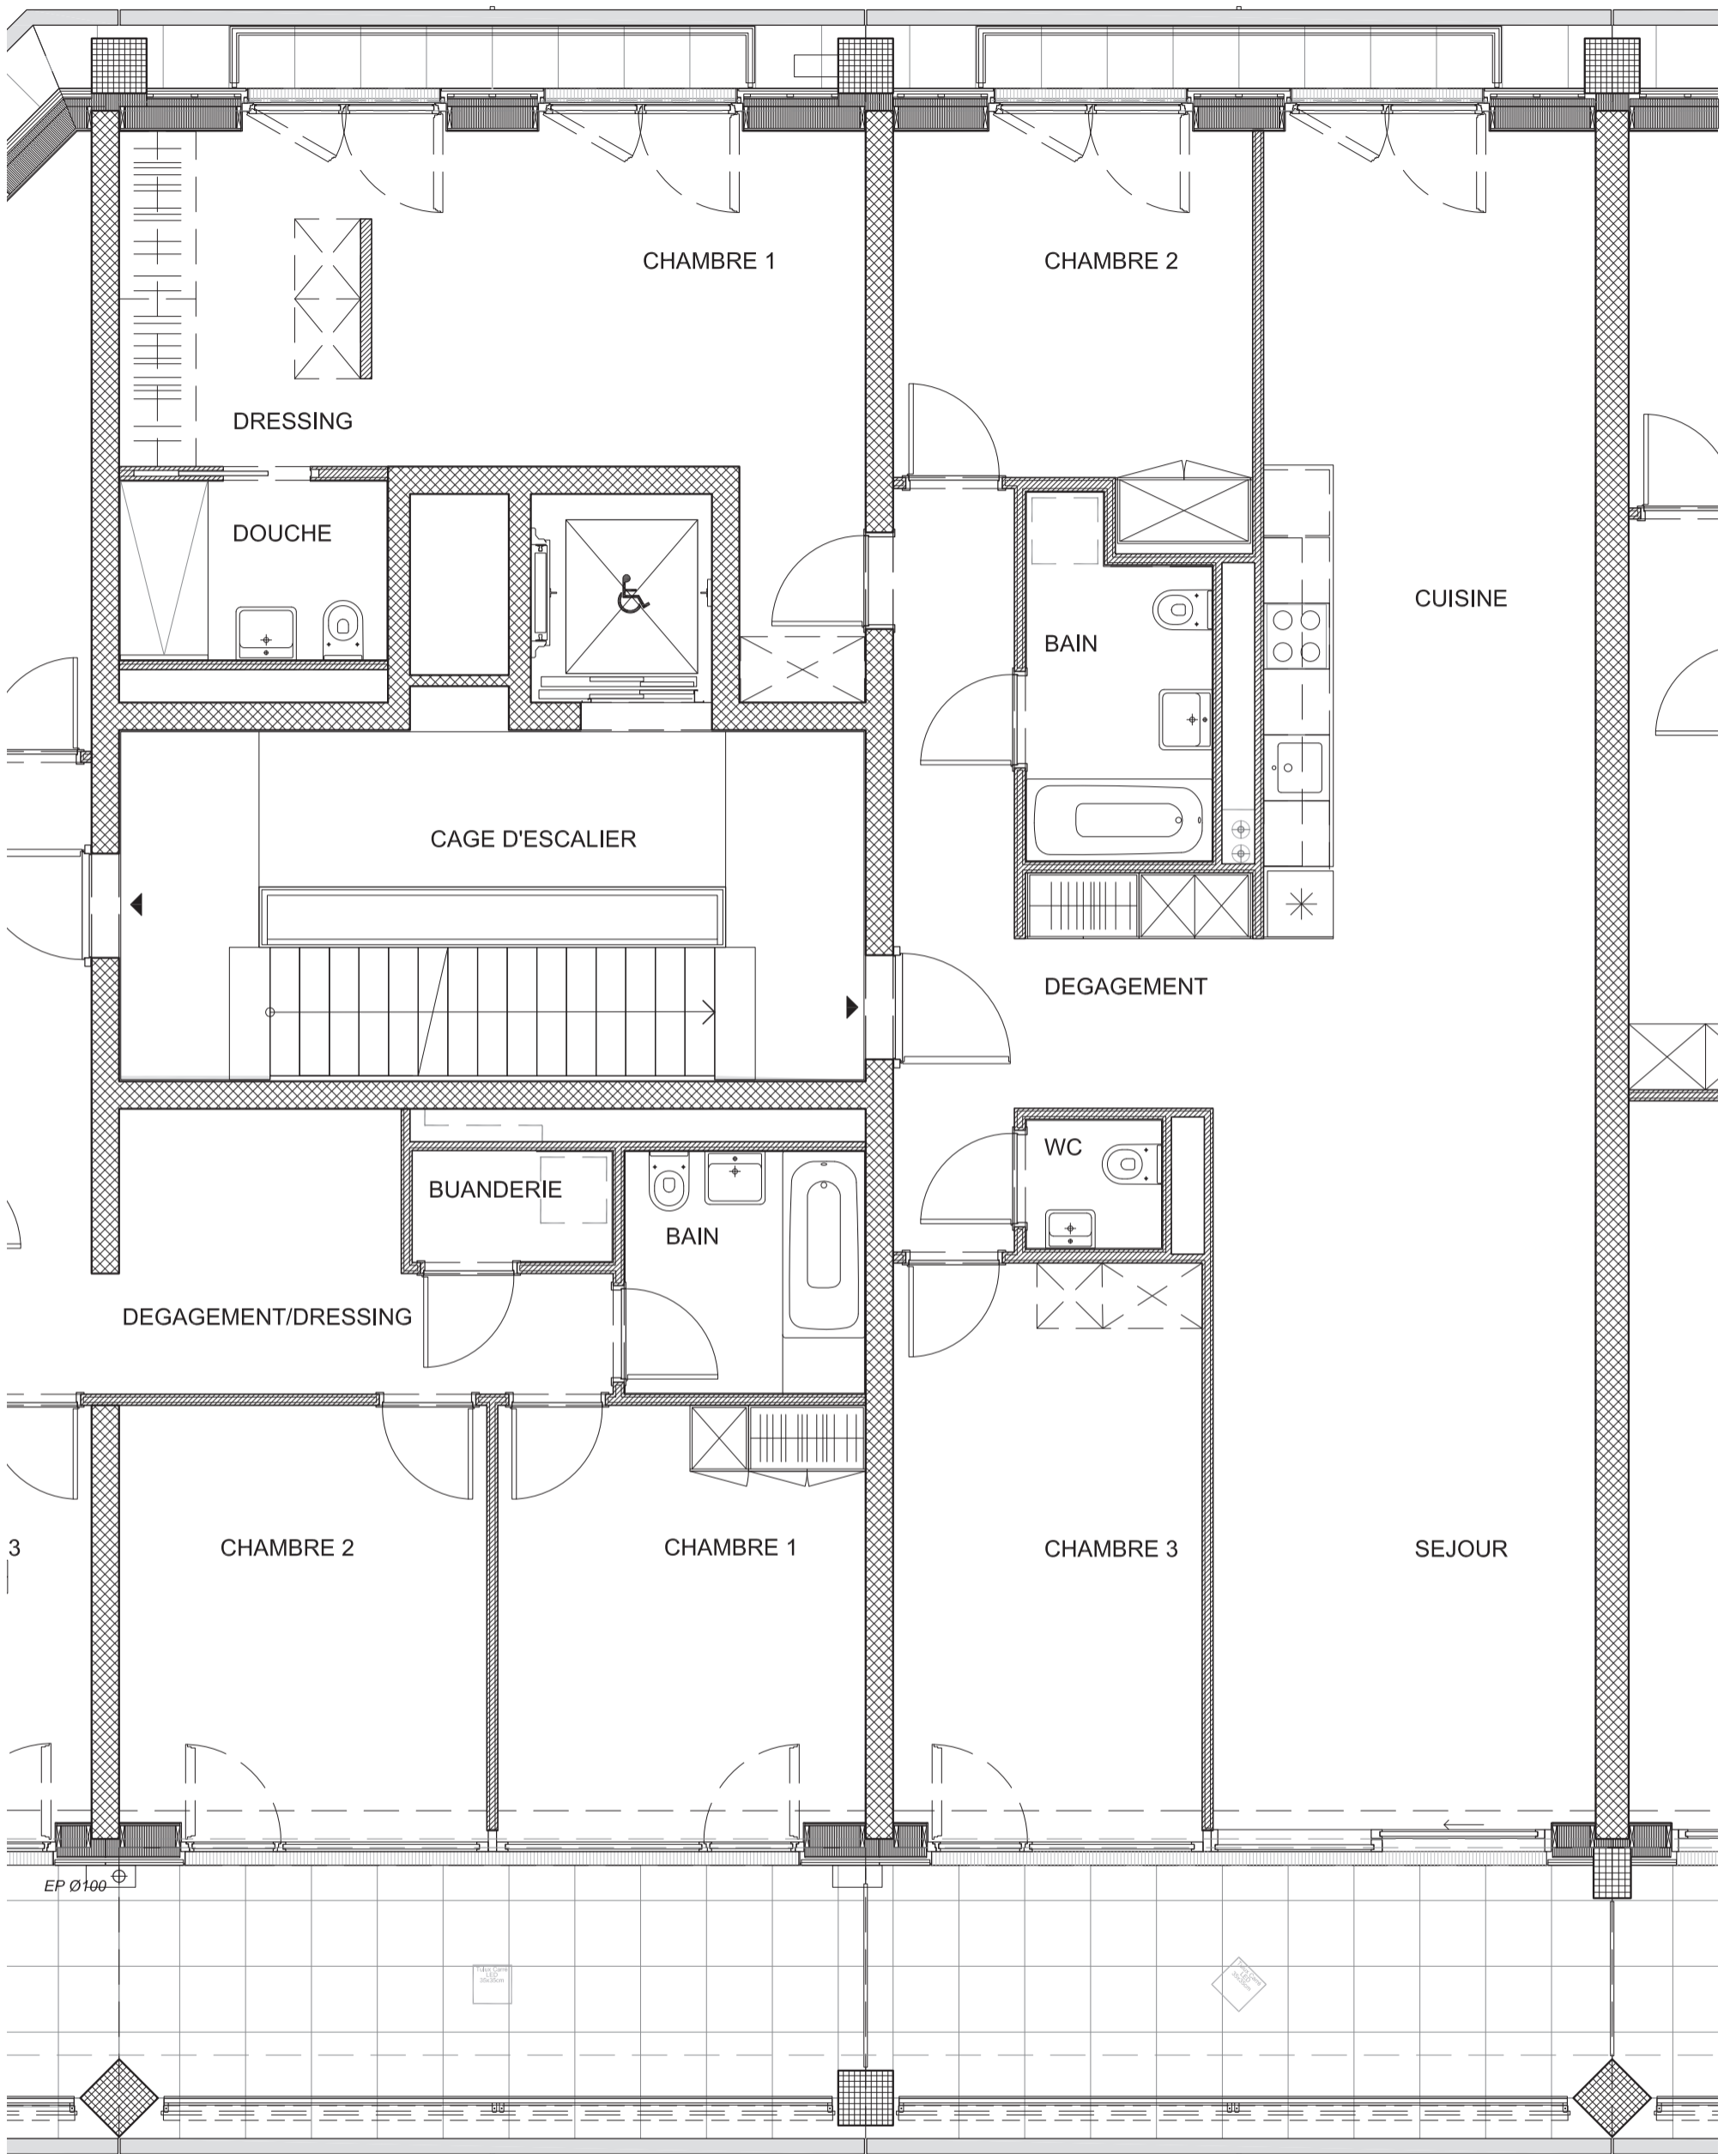 CHAMBRE 1
CHAMBRE 2
DRESSING
DOUCHE
CUISINE
BAIN
CAGE D'ESCALIER
DEGAGEMENT
WC
BUANDERIE
BAIN
DEGAGEMENT/DRESSING
3
CHAMBRE 2
CHAMBRE 1
CHAMBRE 3
SEJOUR
EP Ø100
LED